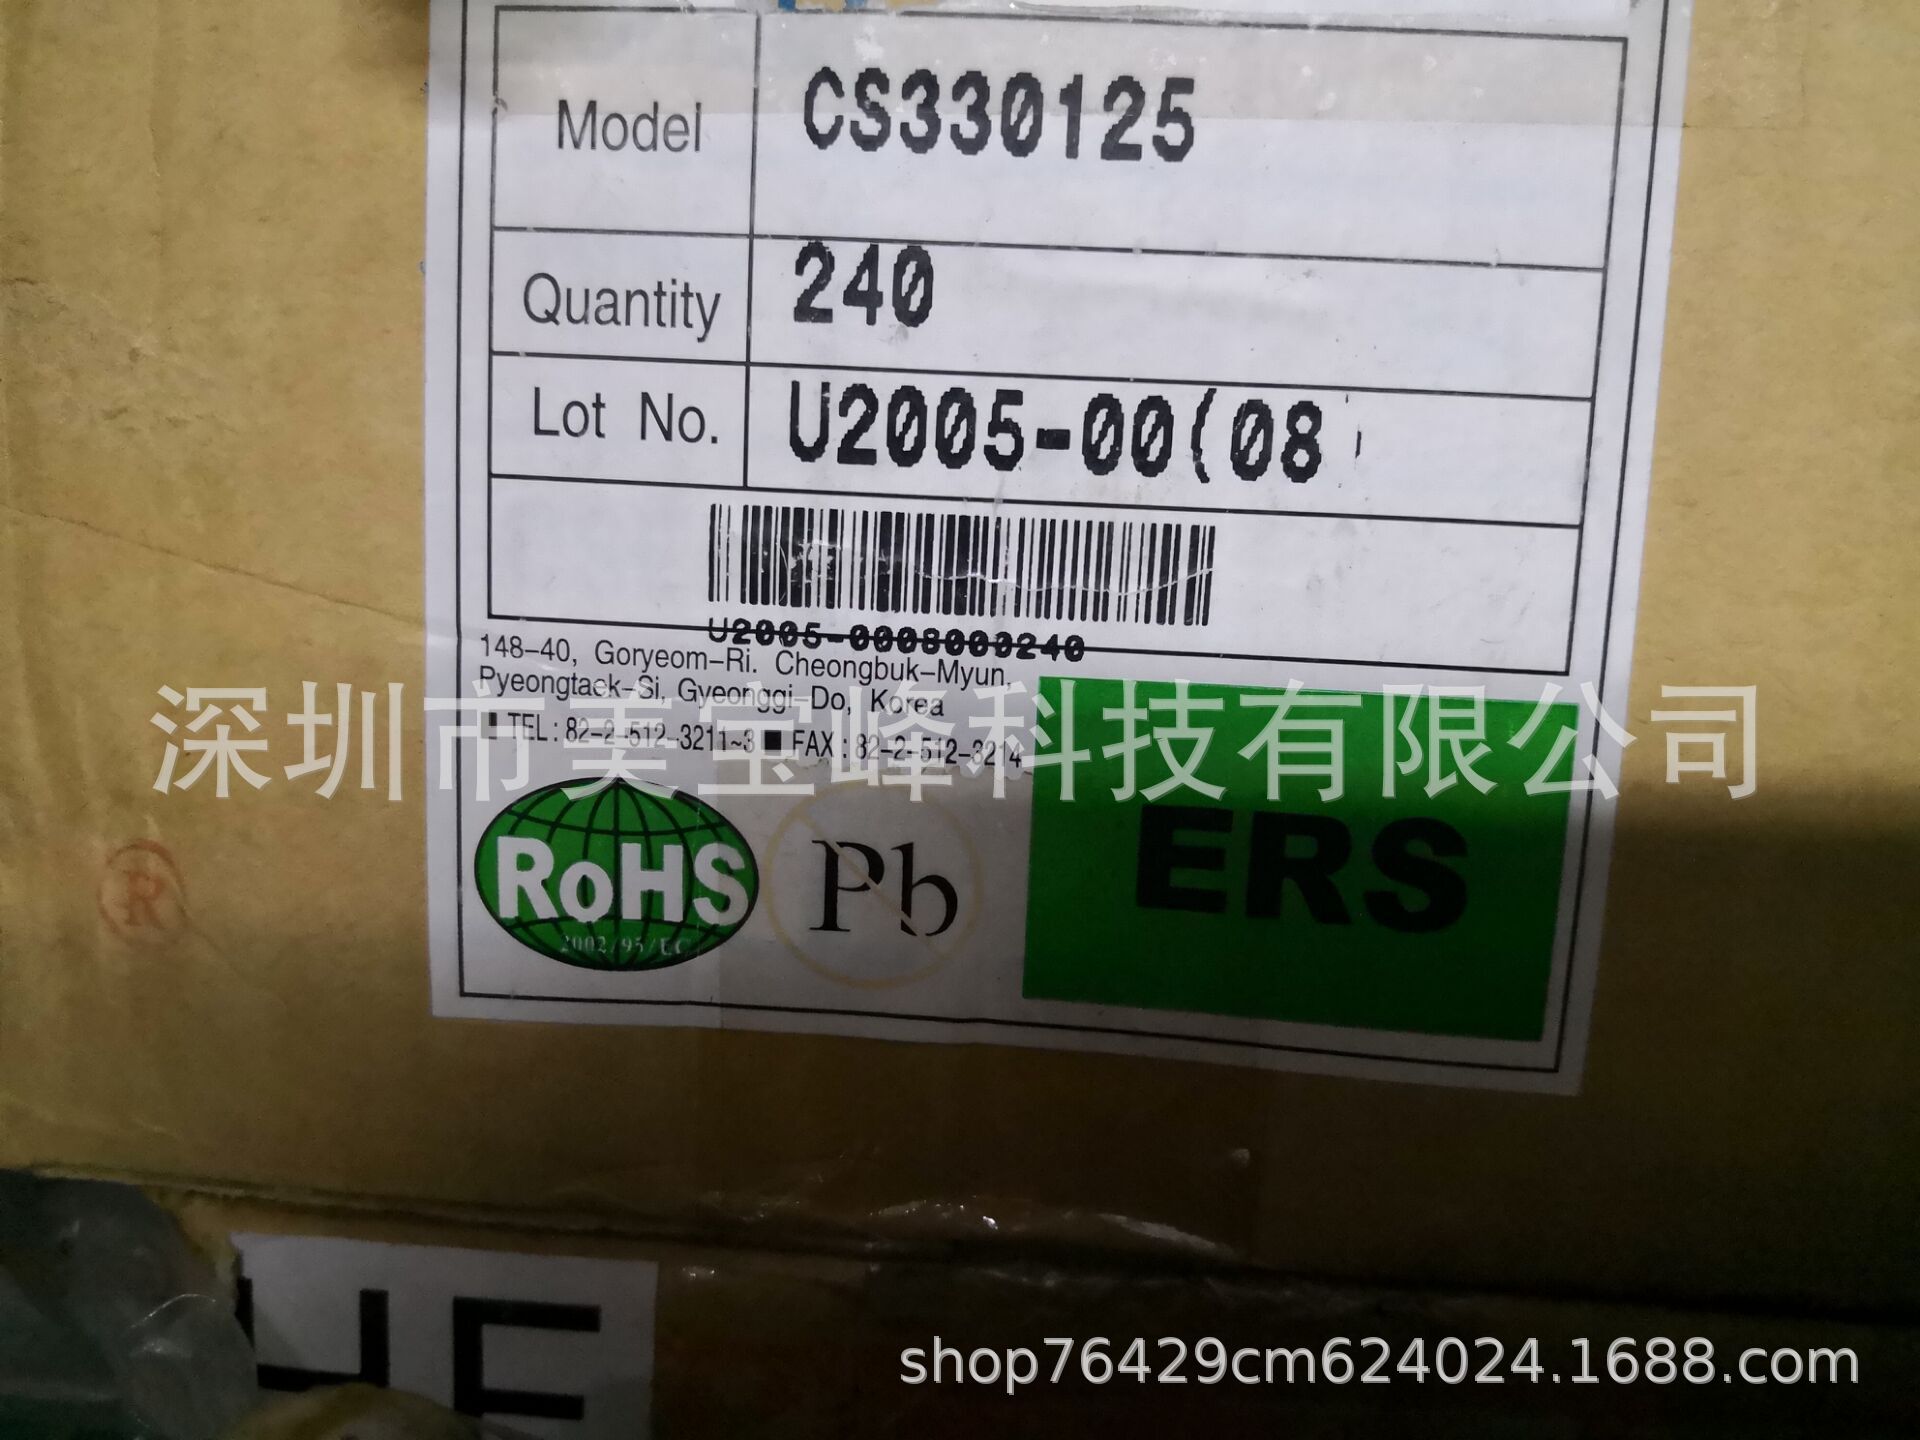 Model CS330125
Quantity 240
Lot No. U2005-00(08
U2005-0008000240
148-40, Goryeom-Ri. Cheongbuk-Myun,
Pyeongtaek-Si, Gyeonggi-Do, Korea
■ TEL : 82-2-512-3211~3 ■ FAX : 82-2-512-3214
深圳市美宝峰科技有限公司
RoHS
2002/95/EC
Pb
ERS
R
shop76429cm624024.1688.com